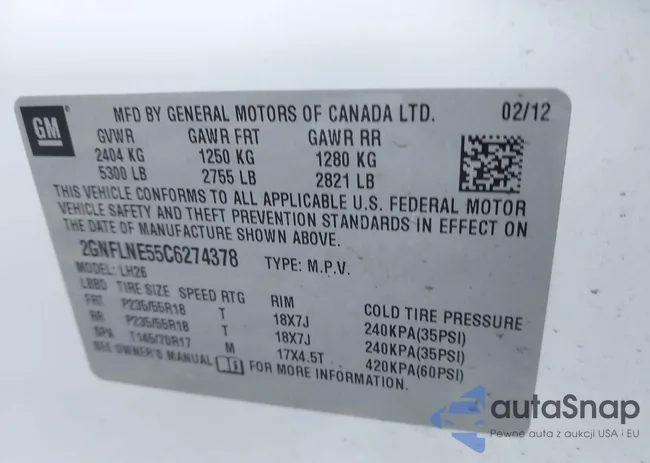 GM
MFD BY GENERAL MOTORS OF CANADA LTD. 02/12
GVWR GAWR FRT GAWR RR
2404 KG 1250 KG 1280 KG
5300 LB 2755 LB 2821 LB
THIS VEHICLE CONFORMS TO ALL APPLICABLE U.S. FEDERAL MOTOR
VEHICLE SAFETY AND THEFT PREVENTION STANDARDS IN EFFECT ON
THE DATE OF MANUFACTURE SHOWN ABOVE.
2GNFLNE55C6274378 TYPE: M.P.V.
MODEL: LH26
LBBD TIRE SIZE SPEED RTG RIM COLD TIRE PRESSURE
FRT P235/55R18 T 18X7J 240KPA(35PSI)
RR P235/55R18 T 18X7J 240KPA(35PSI)
SPA T145/70R17 M 17X4.5T 420KPA(60PSI)
SEE OWNER'S MANUAL FOR MORE INFORMATION.
autaSnap
Pewne auta z aukcji USA i EU